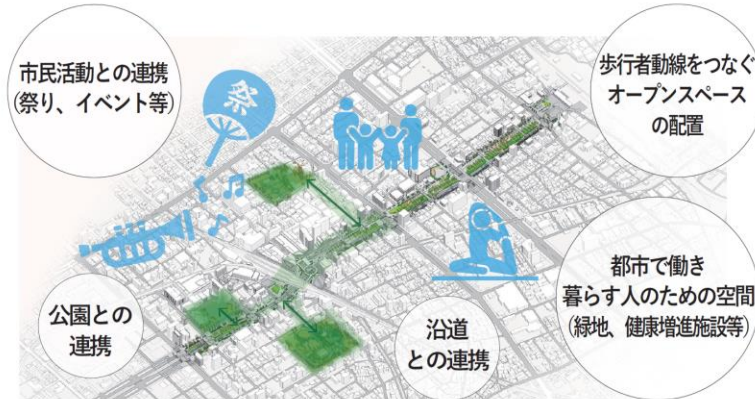 市民活動との連携
(祭り、イベント等)
祭
歩行者動線をつなぐ
オープンスペース
の配置
公園との
連携
沿道
との連携
都市で働き
暮らす人のための空間
(緑地、健康増進施設等)